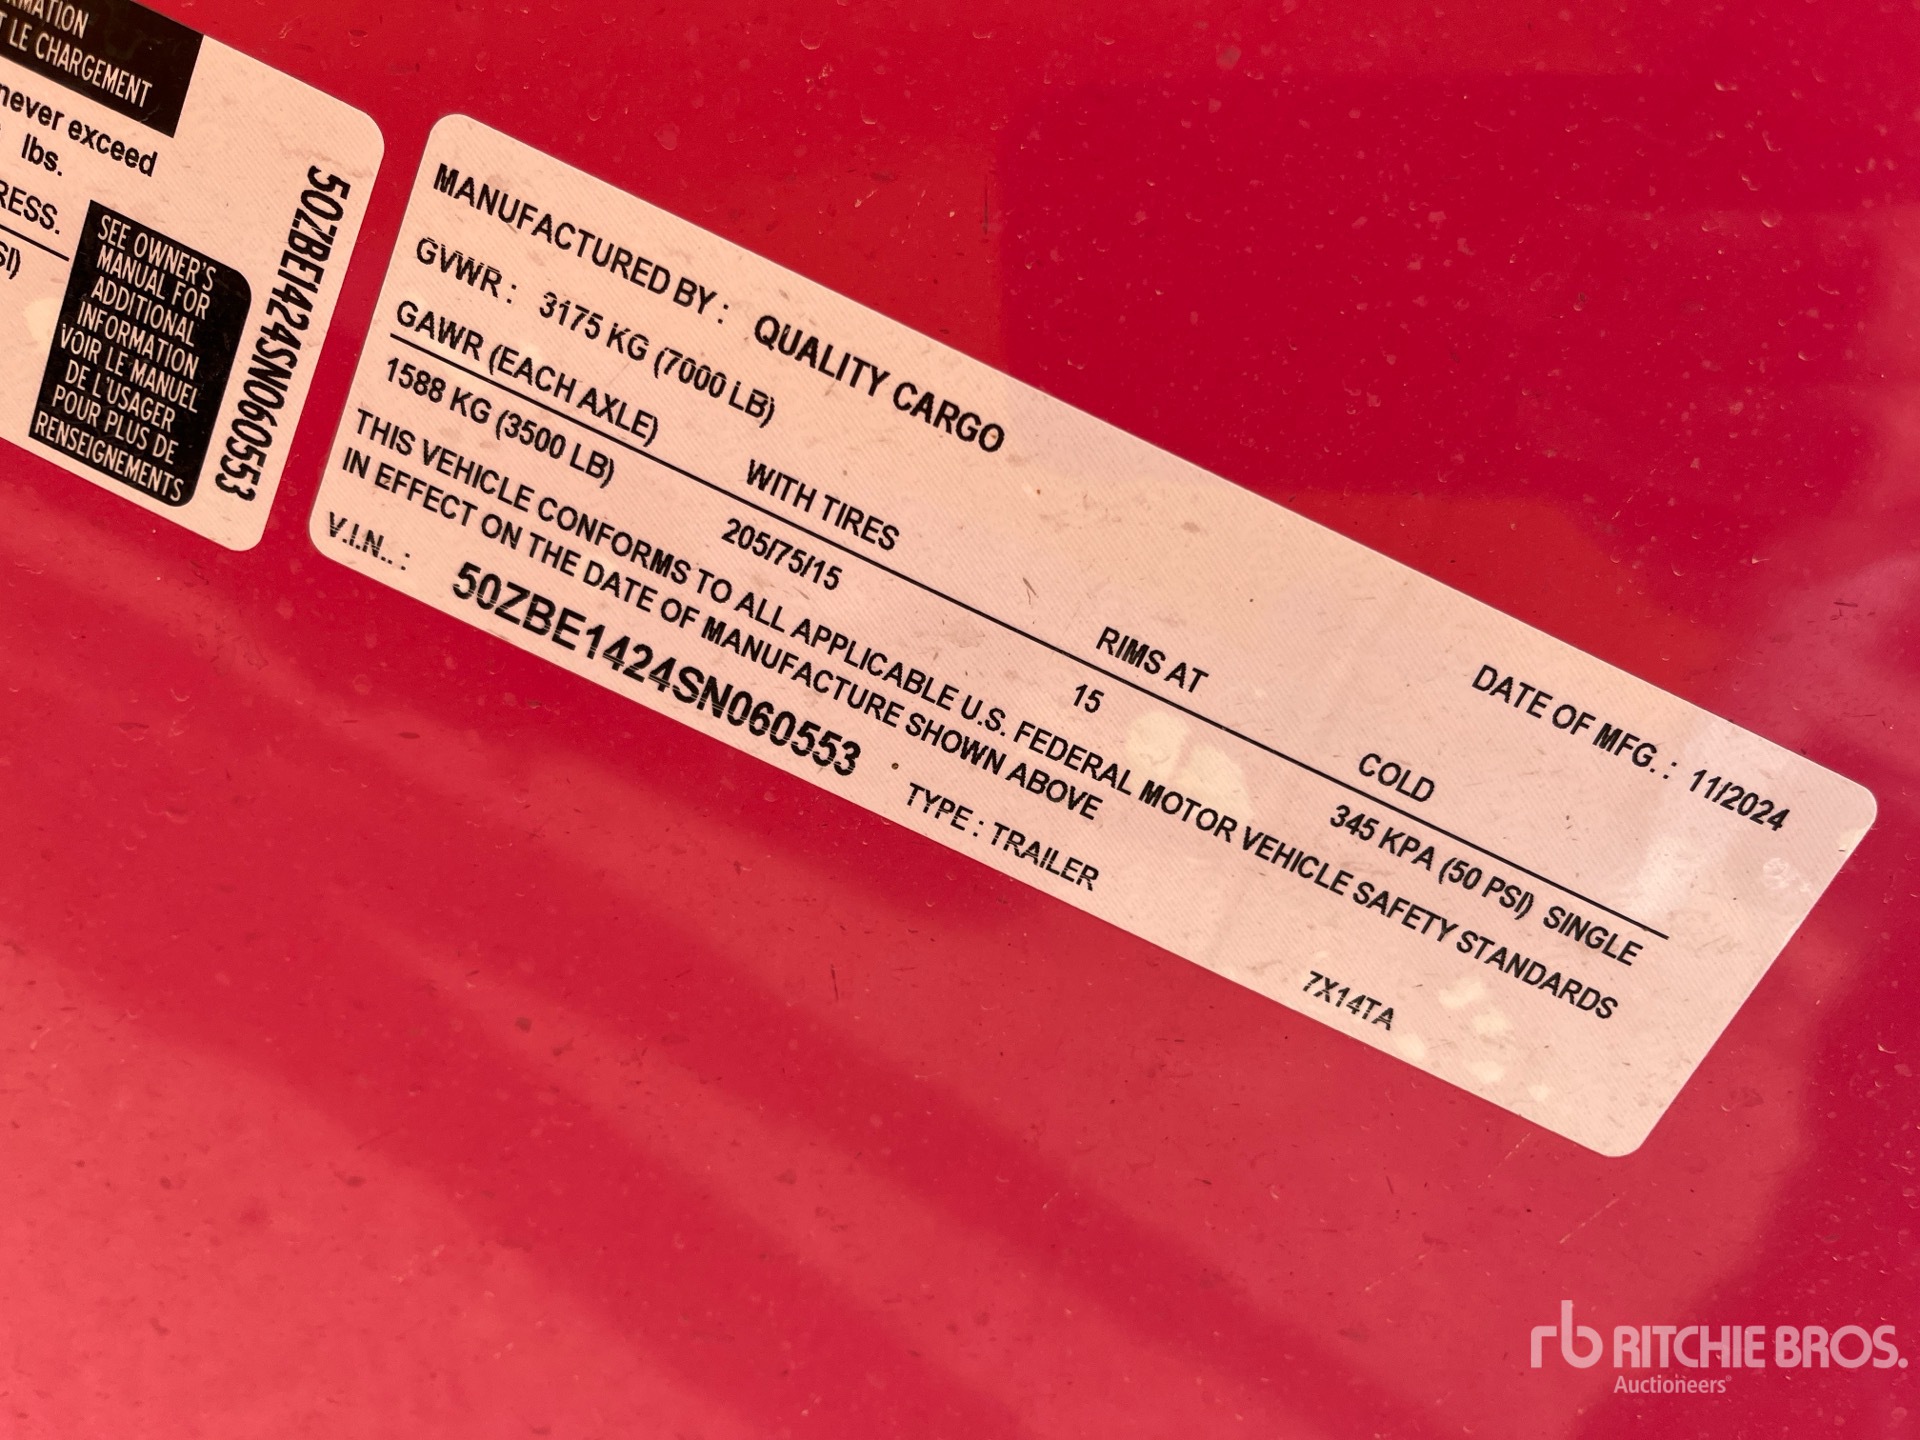 RMATION
T LE CHARGEMENT
never exceed
lbs.
RESS.
SI)
SEE OWNER'S
MANUAL FOR
ADDITIONAL
INFORMATION
VOIR LE MANUEL
DE L'USAGER
POUR PLUS DE
RENSEIGNEMENTS
50ZBE1424SN060553
MANUFACTURED BY : QUALITY CARGO
DATE OF MFG. : 11/2024
GVWR : 3175 KG (7000 LB)
GAWR (EACH AXLE) WITH TIRES RIMS AT COLD
1588 KG (3500 LB) 205/75/15 15 345 KPA (50 PSI) SINGLE
THIS VEHICLE CONFORMS TO ALL APPLICABLE U.S. FEDERAL MOTOR VEHICLE SAFETY STANDARDS
IN EFFECT ON THE DATE OF MANUFACTURE SHOWN ABOVE
V.I.N.. : 50ZBE1424SN060553 TYPE : TRAILER 7X14TA
rb RITCHIE BROS.
Auctioneers